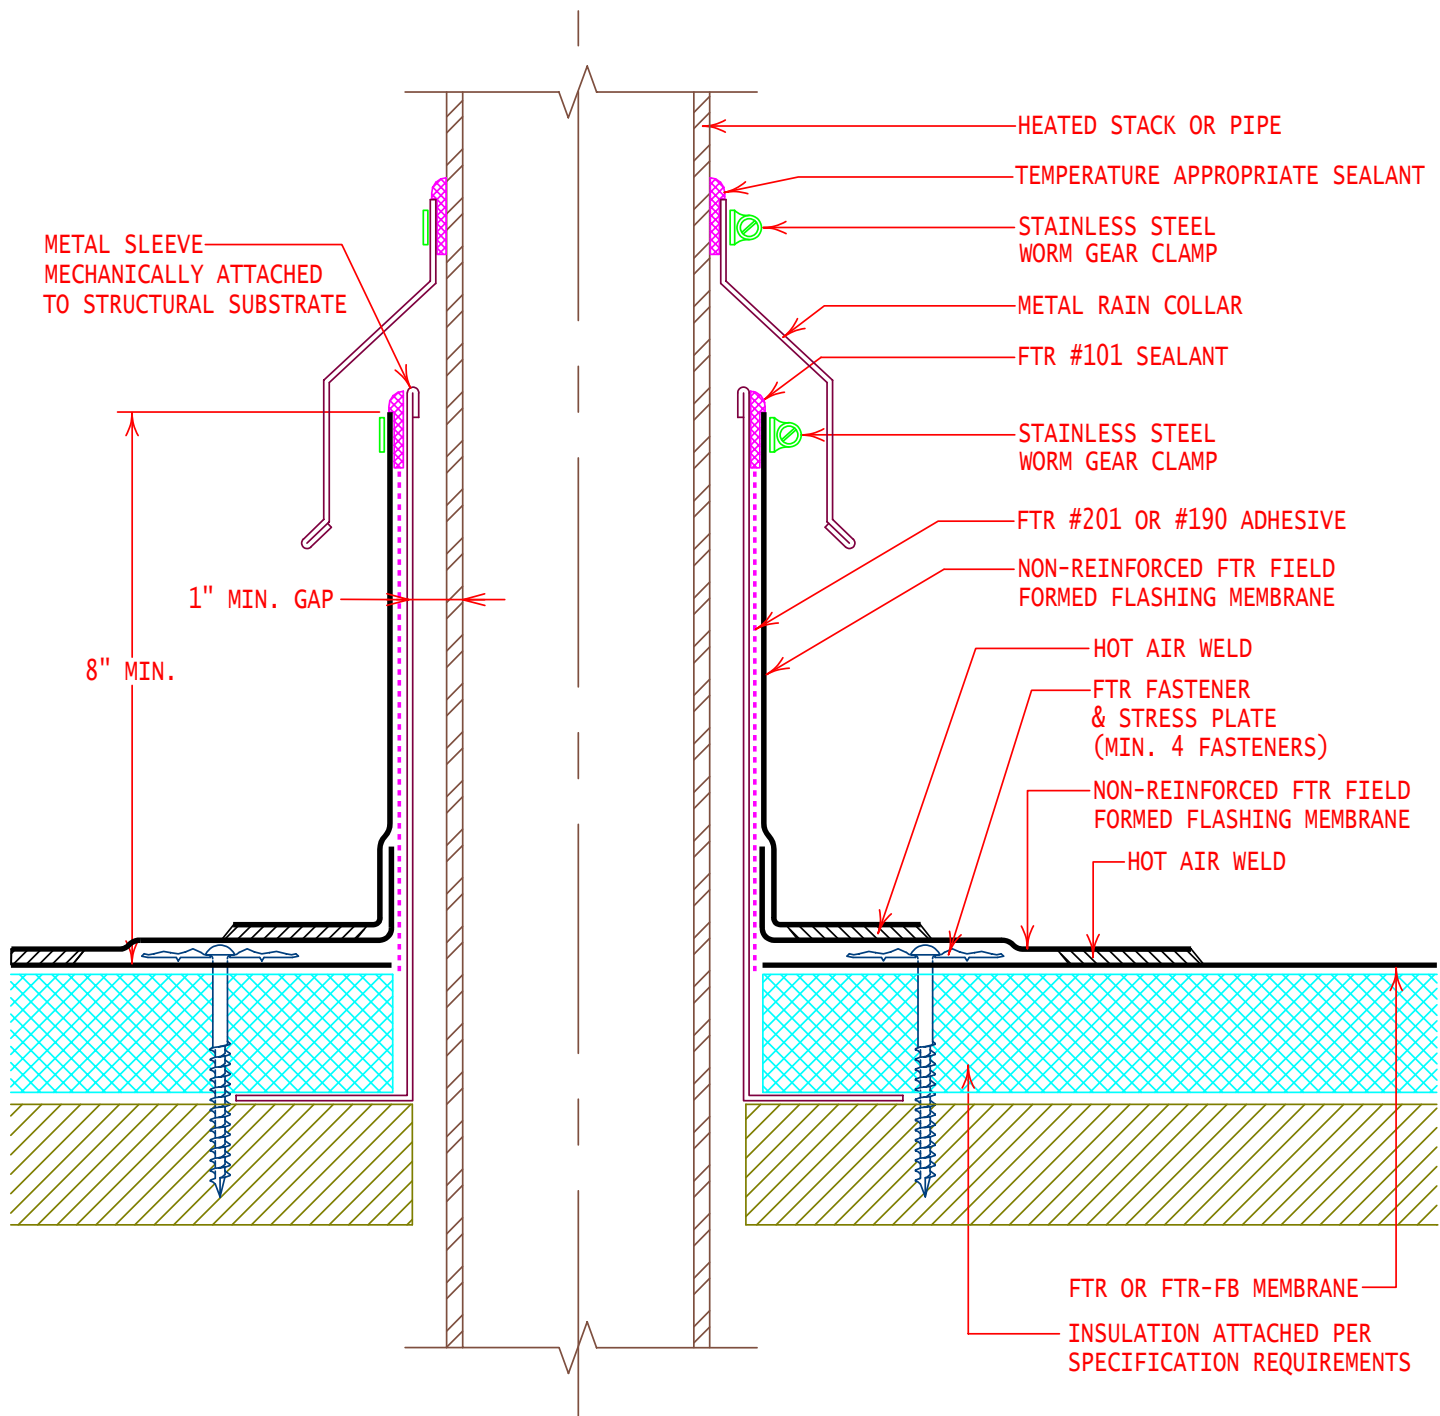 HEATED STACK OR PIPE
TEMPERATURE APPROPRIATE SEALANT
STAINLESS STEEL
WORM GEAR CLAMP
METAL SLEEVE
MECHANICALLY ATTACHED
TO STRUCTURAL SUBSTRATE
METAL RAIN COLLAR
FTR #101 SEALANT
STAINLESS STEEL
WORM GEAR CLAMP
FTR #201 OR #190 ADHESIVE
NON-REINFORCED FTR FIELD
FORMED FLASHING MEMBRANE
1" MIN. GAP
HOT AIR WELD
8" MIN.
FTR FASTENER
& STRESS PLATE
(MIN. 4 FASTENERS)
NON-REINFORCED FTR FIELD
FORMED FLASHING MEMBRANE
HOT AIR WELD
FTR OR FTR-FB MEMBRANE
INSULATION ATTACHED PER
SPECIFICATION REQUIREMENTS